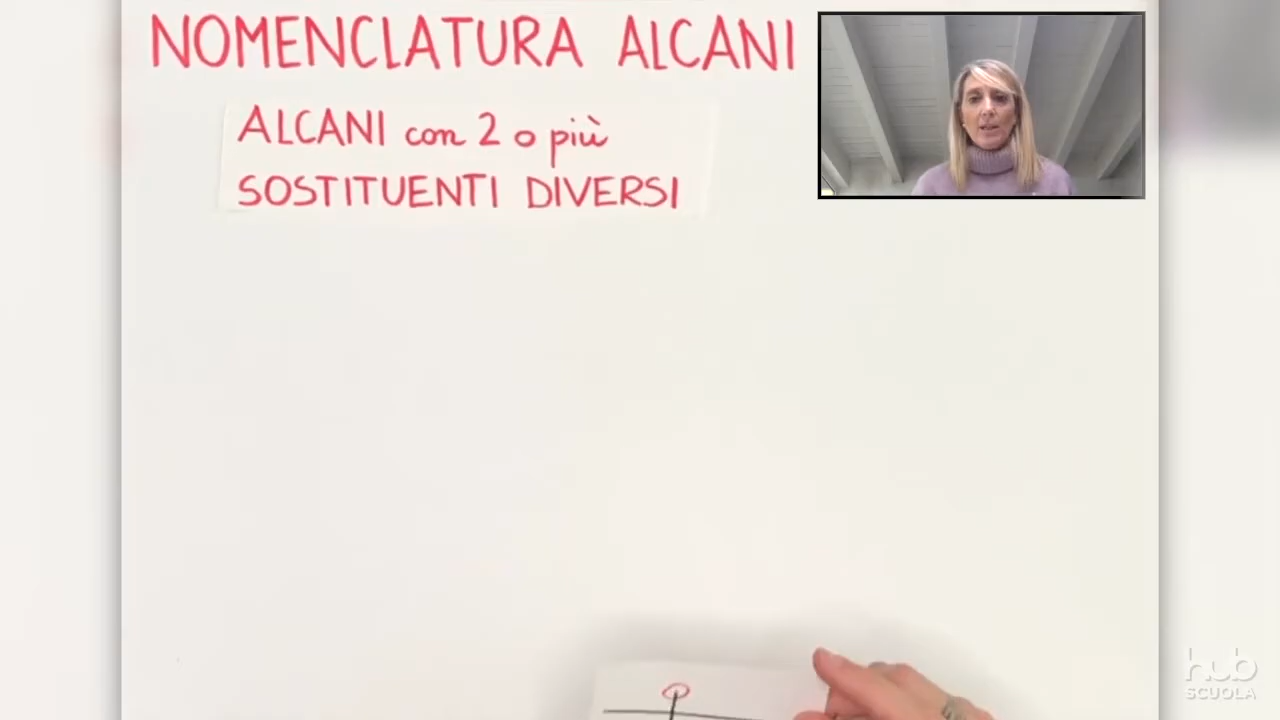 NOMENCLATURA ALCANI
ALCANI con 2 o più
SOSTITUENTI DIVERSI
hub
SCUOLA